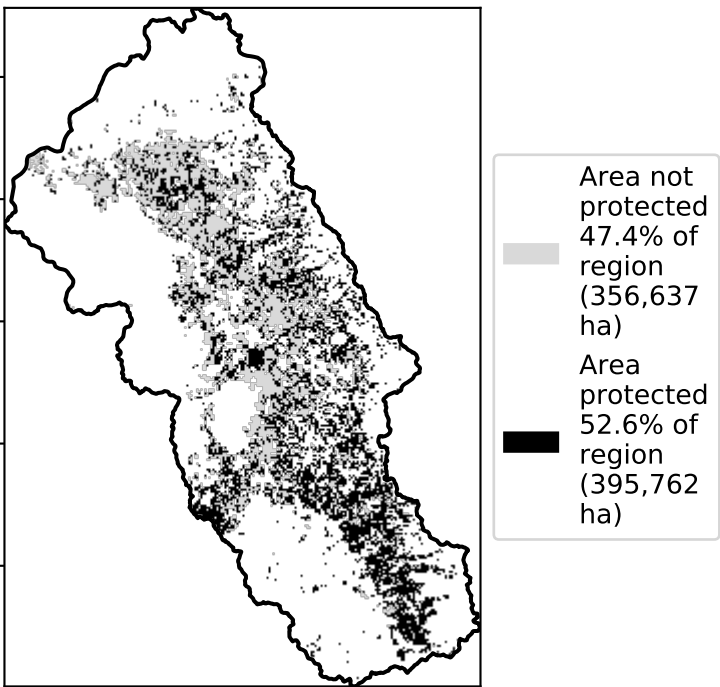 Area not
protected
47.4% of
region
(356,637
ha)
Area
protected
52.6% of
region
(395,762
ha)